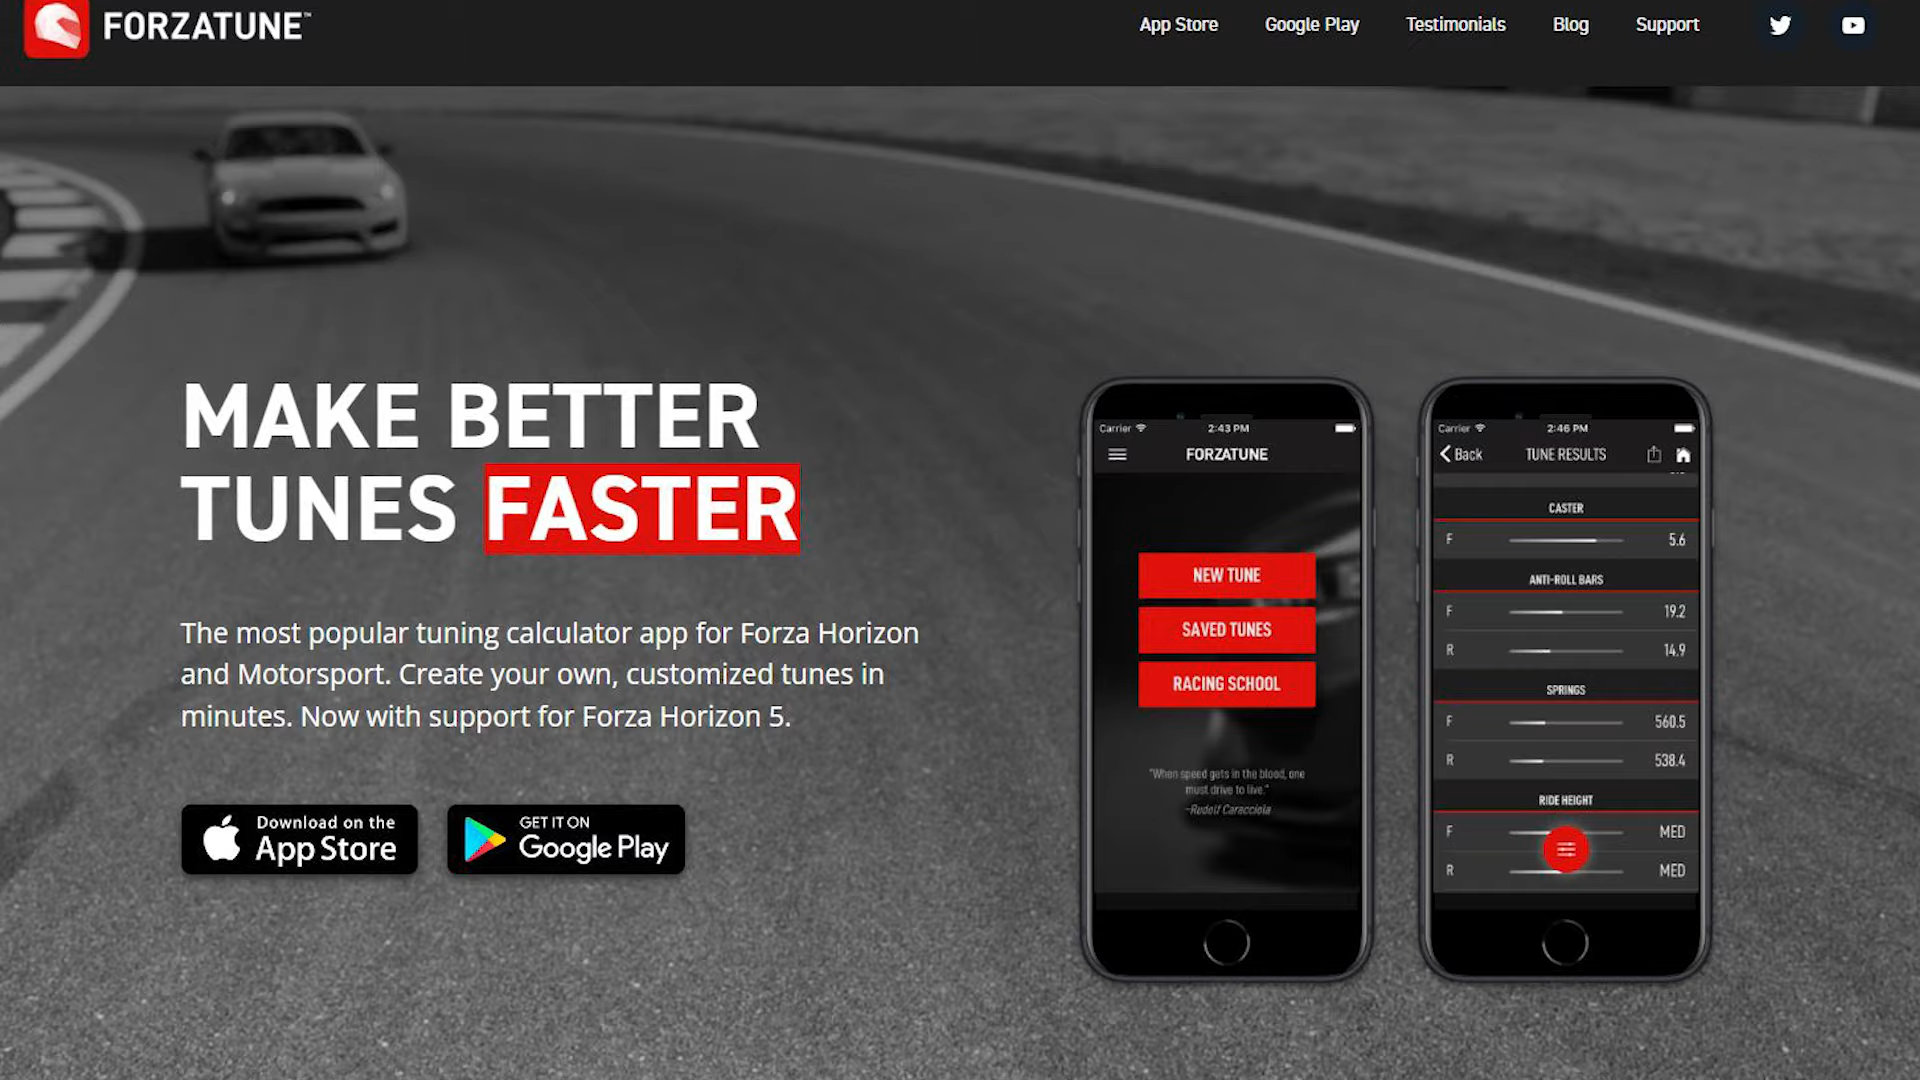 FORZATUNE™
App Store
Google Play
Testimonials
Blog
Support
MAKE BETTER
TUNES FASTER
The most popular tuning calculator app for Forza Horizon
and Motorsport. Create your own, customized tunes in
minutes. Now with support for Forza Horizon 5.
Download on the
App Store
GET IT ON
Google Play
Carrier 2:43 PM
FORZATUNE
NEW TUNE
SAVED TUNES
RACING SCHOOL
"When speed gets in the blood, one
must drive to live."
~Rudolf Caracciola
Carrier 2:46 PM
Back TUNE RESULTS
CASTER
F 5.6
ANTI-ROLL BARS
F 19.2
R 14.9
SPRINGS
F 560.5
R 538.4
RIDE HEIGHT
F MED
R MED